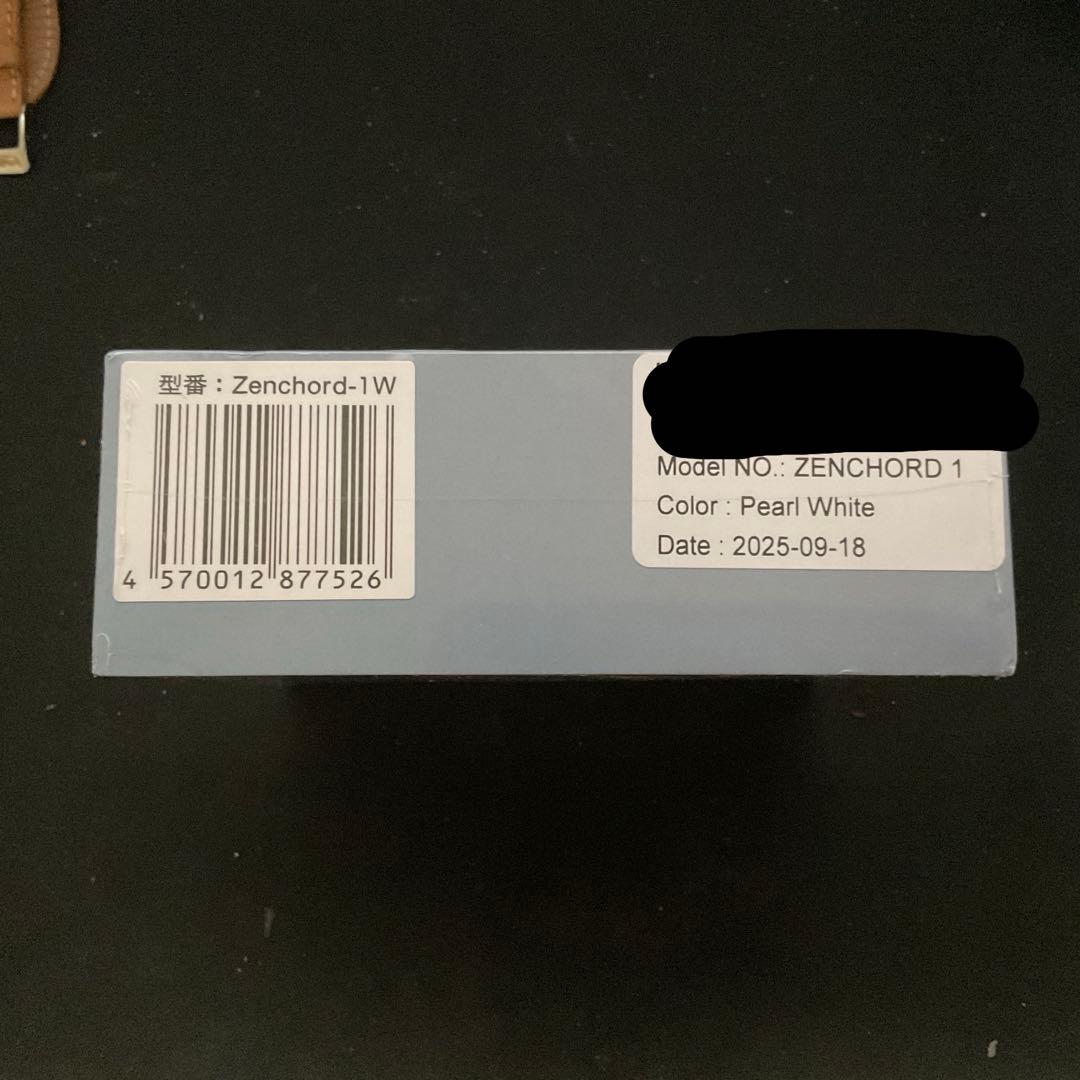 型番：Zenchord-1W
4 570012 877526
Model NO.: ZENCHORD 1
Color : Pearl White
Date : 2025-09-18